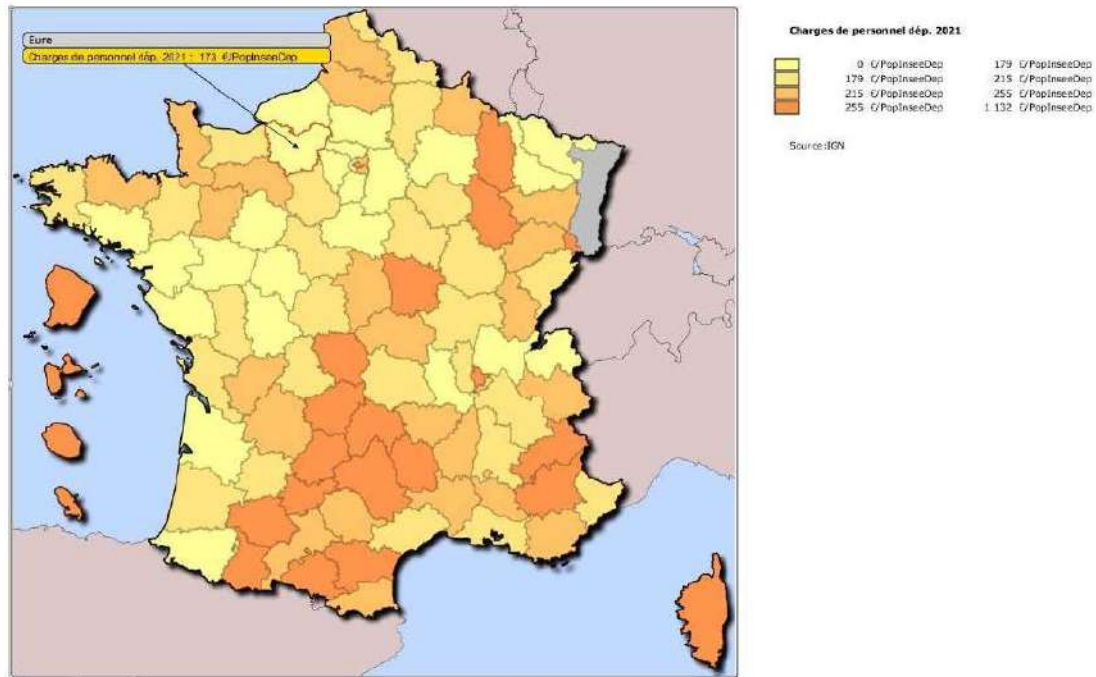 Eure
Charges de personnel dép. 2021 : 173 €/PopInseeDep
Charges de personnel dép. 2021
0 €/PopInseeDep 179 €/PopInseeDep
179 €/PopInseeDep 215 €/PopInseeDep
215 €/PopInseeDep 255 €/PopInseeDep
255 €/PopInseeDep 1 132 €/PopInseeDep
Source:IGN